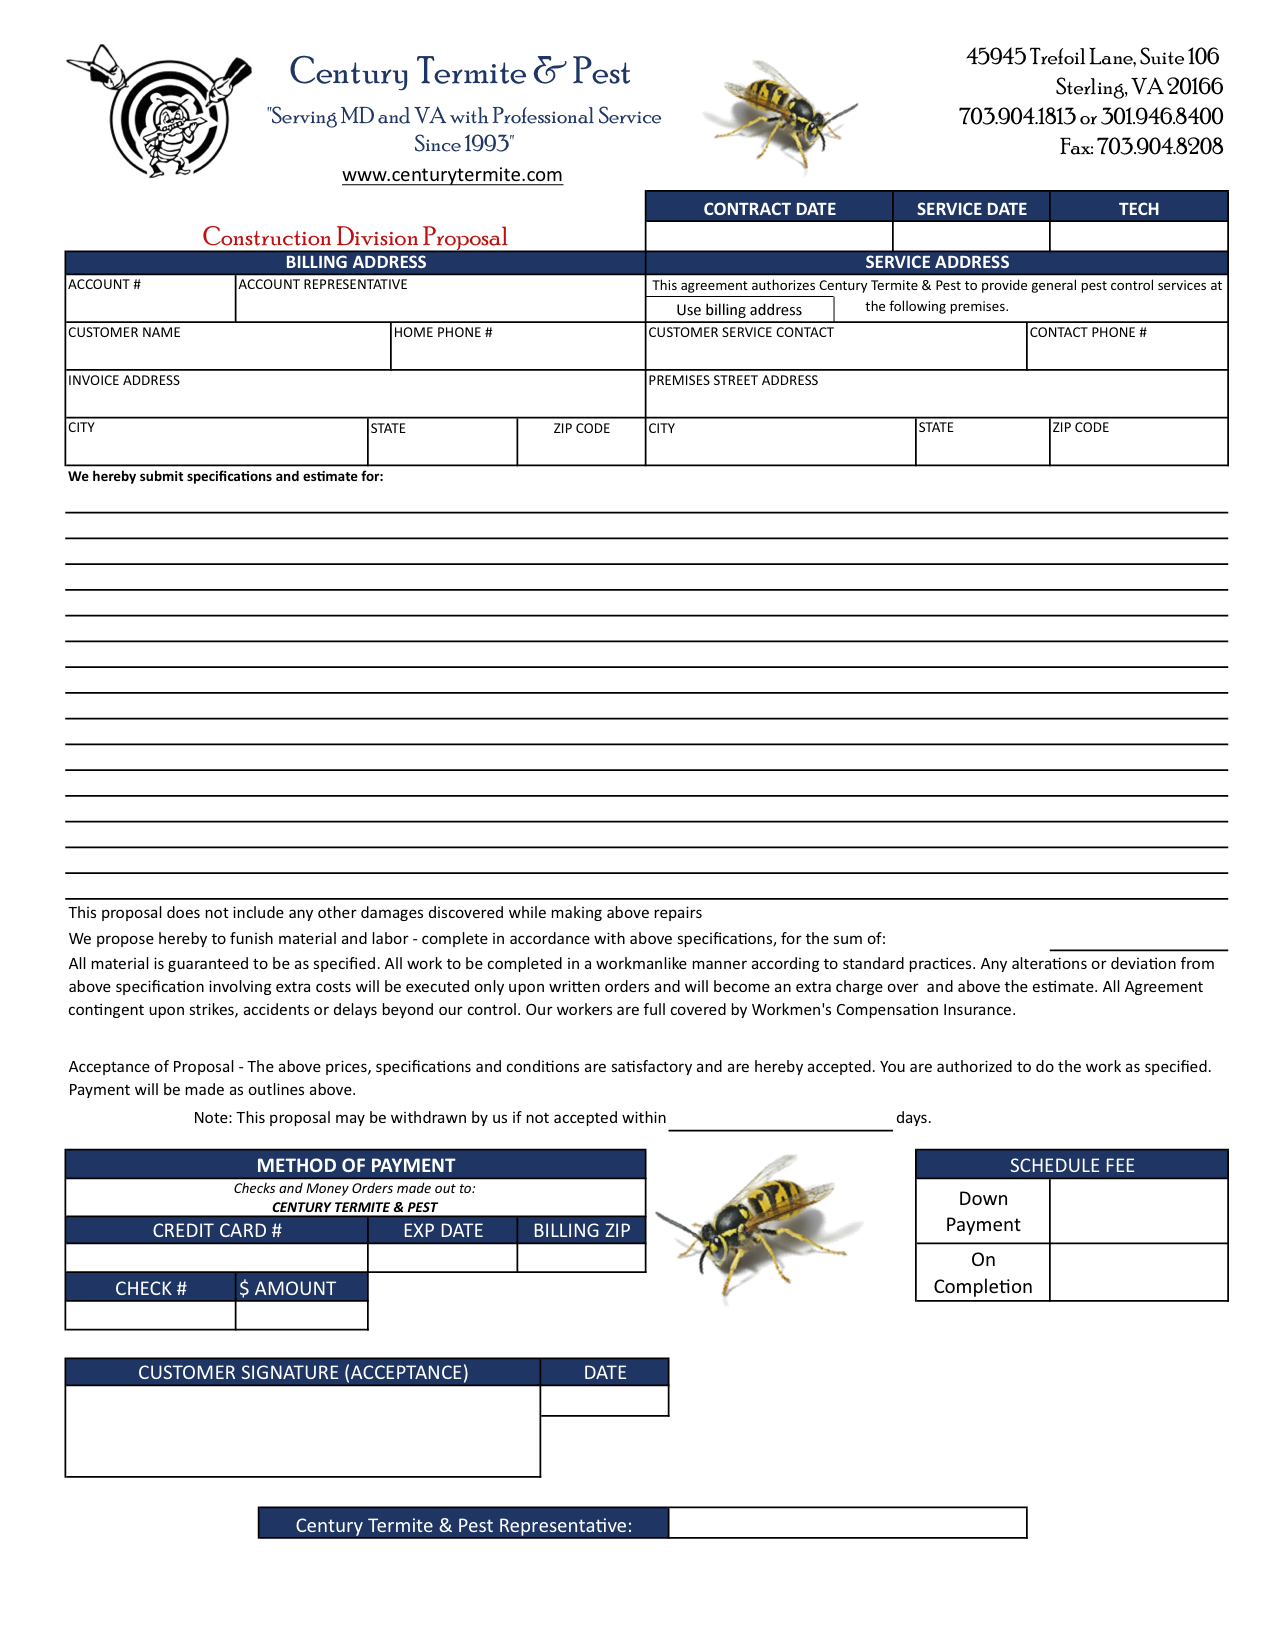 Century Termite & Pest
"Serving MD and VA with Professional Service
Since 1993"
www.centurytermite.com
45945 Trefoil Lane, Suite 106
Sterling, VA 20166
703.904.1813 or 301.946.8400
Fax: 703.904.8208
CONTRACT DATE SERVICE DATE TECH
Construction Division Proposal
BILLING ADDRESS SERVICE ADDRESS
ACCOUNT # ACCOUNT REPRESENTATIVE This agreement authorizes Century Termite & Pest to provide general pest control services at
Use billing address the following premises.
CUSTOMER NAME HOME PHONE # CUSTOMER SERVICE CONTACT CONTACT PHONE #
INVOICE ADDRESS PREMISES STREET ADDRESS
CITY STATE ZIP CODE CITY STATE ZIP CODE
We hereby submit specifications and estimate for:
This proposal does not include any other damages discovered while making above repairs
We propose hereby to funish material and labor - complete in accordance with above specifications, for the sum of:
All material is guaranteed to be as specified. All work to be completed in a workmanlike manner according to standard practices. Any alterations or deviation from
above specification involving extra costs will be executed only upon written orders and will become an extra charge over  and above the estimate. All Agreement
contingent upon strikes, accidents or delays beyond our control. Our workers are full covered by Workmen's Compensation Insurance.
Acceptance of Proposal - The above prices, specifications and conditions are satisfactory and are hereby accepted. You are authorized to do the work as specified.
Payment will be made as outlines above.
Note: This proposal may be withdrawn by us if not accepted within days.
METHOD OF PAYMENT
Checks and Money Orders made out to:
CENTURY TERMITE & PEST
CREDIT CARD # EXP DATE BILLING ZIP
CHECK # $ AMOUNT
SCHEDULE FEE
Down
Payment
On
Completion
CUSTOMER SIGNATURE (ACCEPTANCE) DATE
Century Termite & Pest Representative: